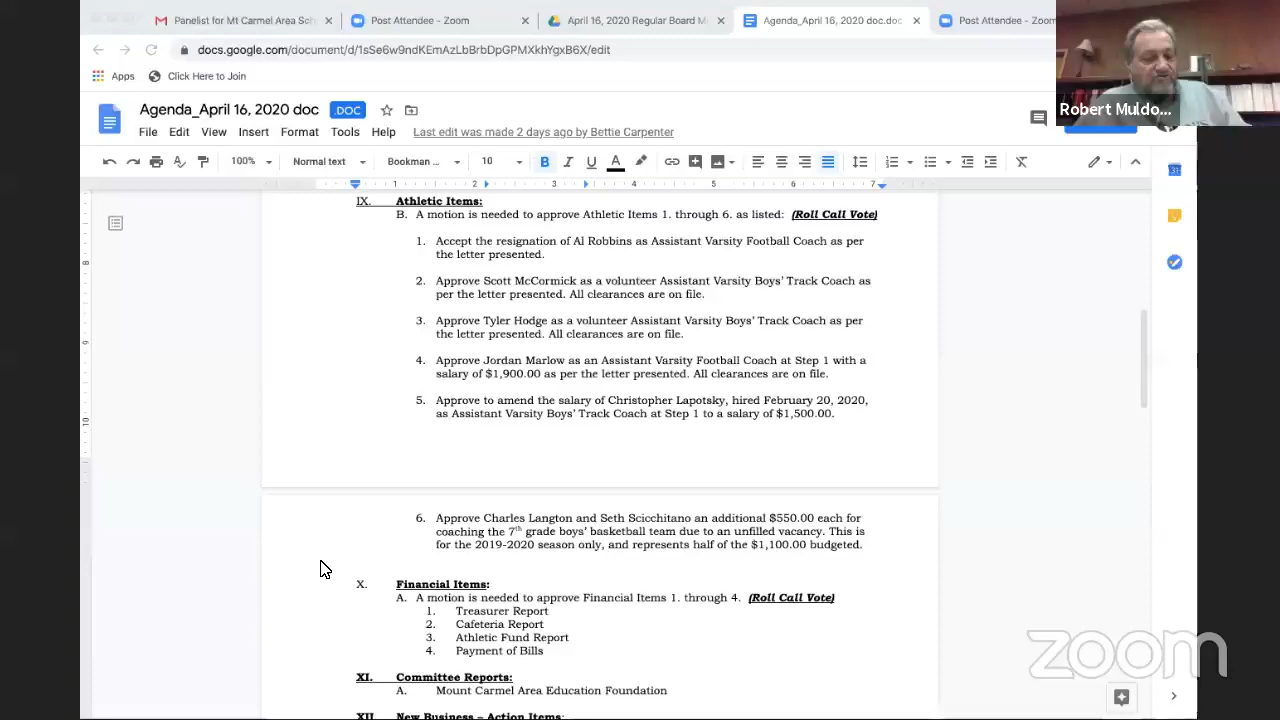 Panelist for Mt Carmel Area Sch
Post Attendee - Zoom
April 16, 2020 Regular Board M
Agenda_April 16, 2020 doc.doc
Post Attendee - Zoom
docs.google.com/document/d/1sSe6w9ndKEmAzLbBrbDpGPMXkhYgxB6X/edit
Apps Click Here to Join
Robert Muldo...
Agenda_April 16, 2020 doc .DOC
File Edit View Insert Format Tools Help Last edit was made 2 days ago by Bettie Carpenter
100% Normal text Bookman ... 10 B I U A
1 2 3 4 5 6 7
IX. Athletic Items:
B. A motion is needed to approve Athletic Items 1. through 6. as listed: (Roll Call Vote)
1. Accept the resignation of Al Robbins as Assistant Varsity Football Coach as per
the letter presented.
2. Approve Scott McCormick as a volunteer Assistant Varsity Boys' Track Coach as
per the letter presented. All clearances are on file.
3. Approve Tyler Hodge as a volunteer Assistant Varsity Boys' Track Coach as per
the letter presented. All clearances are on file.
4. Approve Jordan Marlow as an Assistant Varsity Football Coach at Step 1 with a
salary of $1,900.00 as per the letter presented. All clearances are on file.
5. Approve to amend the salary of Christopher Lapotsky, hired February 20, 2020,
as Assistant Varsity Boys' Track Coach at Step 1 to a salary of $1,500.00.
6. Approve Charles Langton and Seth Scicchitano an additional $550.00 each for
coaching the 7th grade boys' basketball team due to an unfilled vacancy. This is
for the 2019-2020 season only, and represents half of the $1,100.00 budgeted.
X. Financial Items:
A. A motion is needed to approve Financial Items 1. through 4. (Roll Call Vote)
1. Treasurer Report
2. Cafeteria Report
3. Athletic Fund Report
4. Payment of Bills
XI. Committee Reports:
A. Mount Carmel Area Education Foundation
XII New Business – Action Items:
zoom